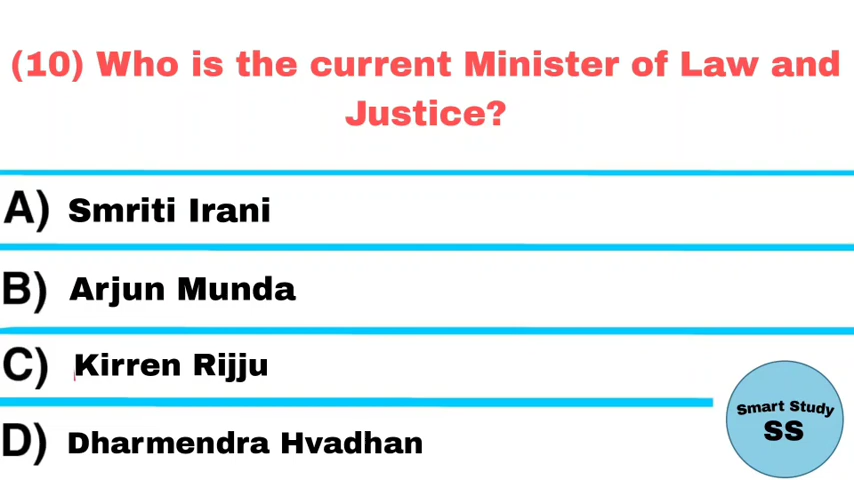 (10) Who is the current Minister of Law and
Justice?
A) Smriti Irani
B) Arjun Munda
C) Kirren Rijju
D) Dharmendra Hvadhan
Smart Study
SS